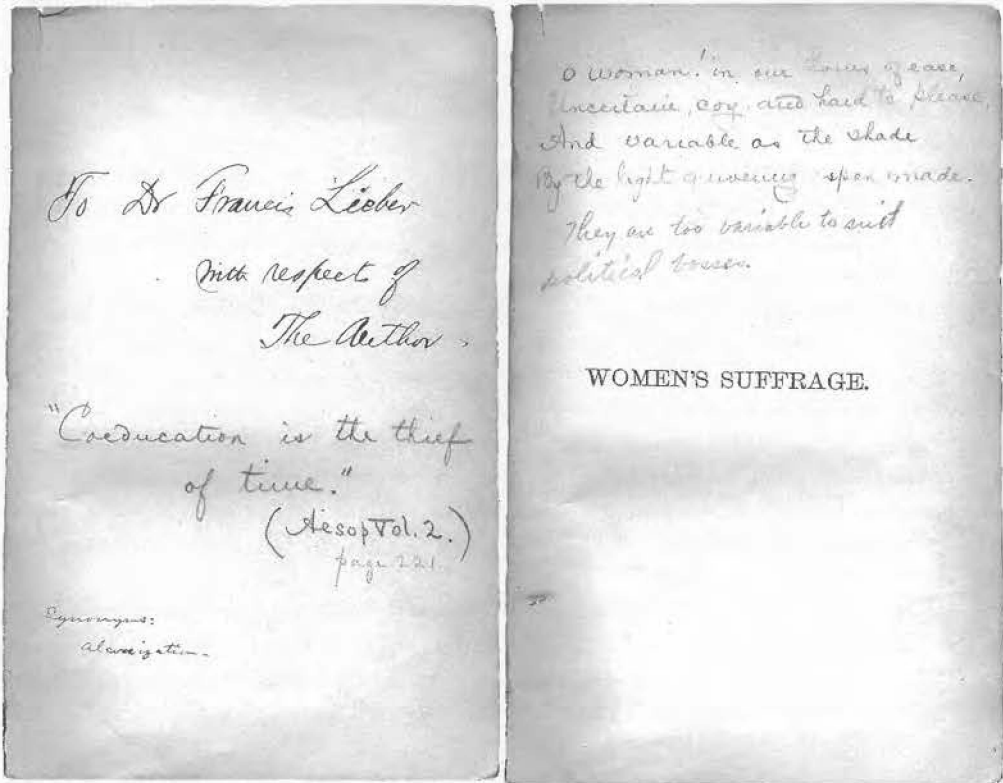 To Dr Francis Lieber
with respect of
The Author
"Coeducation is the thief
of time."
(Aesop Vol. 2.)
page 221.
Synonyms:
O woman! in our hours of ease,
Uncertain, coy, and hard to please,
And variable as the shade
By the light quivering aspen made.
They are too variable to suit
political bosses.
WOMEN'S SUFFRAGE.